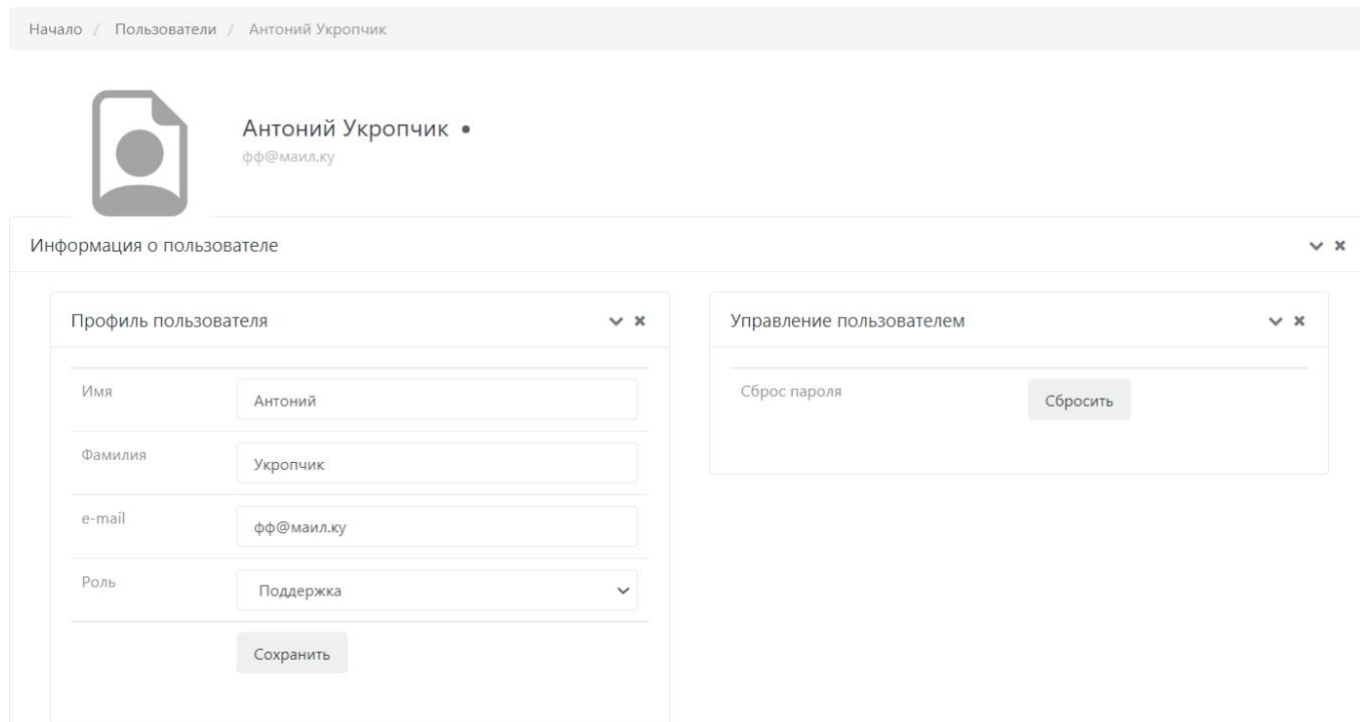 Начало / Пользователи / Антоний Укропчик
Антоний Укропчик
фф@маил.ку
Информация о пользователе
Профиль пользователя
Имя
Антоний
Фамилия
Укропчик
e-mail
фф@маил.ку
Роль
Поддержка
Сохранить
Управление пользователем
Сброс пароля
Сбросить